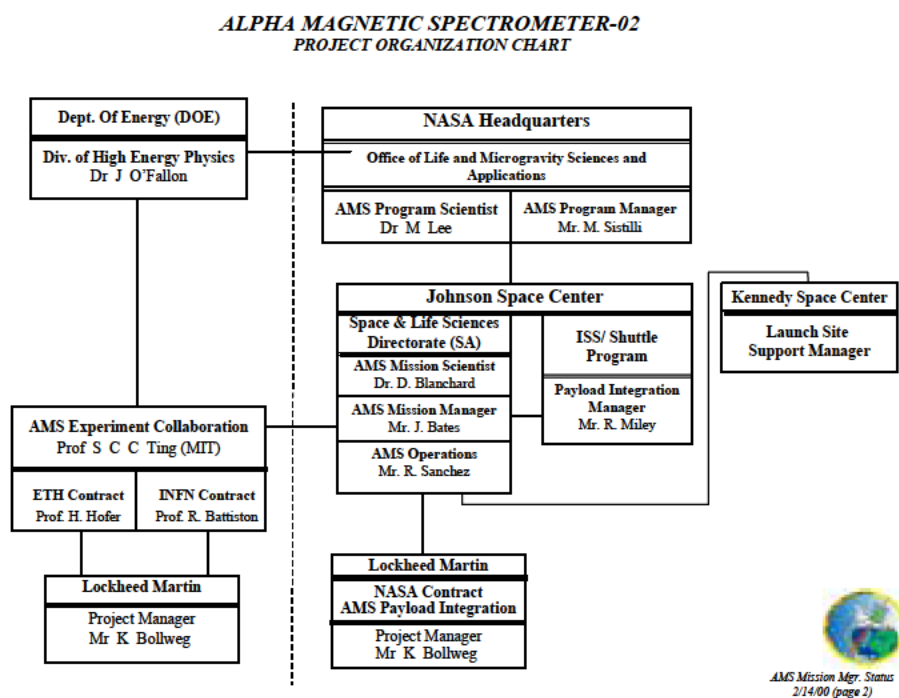 ALPHA MAGNETIC SPECTROMETER-02
PROJECT ORGANIZATION CHART
Dept. Of Energy (DOE)
Div. of High Energy Physics
Dr J O'Fallon
NASA Headquarters
Office of Life and Microgravity Sciences and
Applications
AMS Program Scientist
Dr M Lee
AMS Program Manager
Mr. M. Sistilli
Johnson Space Center
Space & Life Sciences
Directorate (SA)
AMS Mission Scientist
Dr. D. Blanchard
AMS Mission Manager
Mr. J. Bates
AMS Operations
Mr. R. Sanchez
ISS/ Shuttle
Program
Payload Integration
Manager
Mr. R. Miley
Kennedy Space Center
Launch Site
Support Manager
AMS Experiment Collaboration
Prof S C C Ting (MIT)
ETH Contract
Prof. H. Hofer
INFN Contract
Prof. R. Battiston
Lockheed Martin
Project Manager
Mr K Bollweg
Lockheed Martin
NASA Contract
AMS Payload Integration
Project Manager
Mr K Bollweg
AMS Mission Mgr. Status
2/14/00 (page 2)